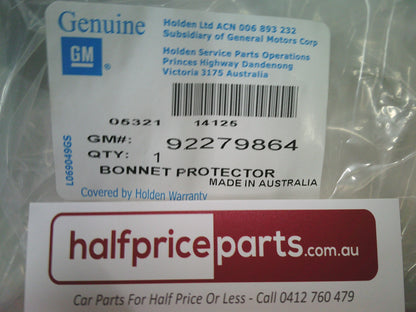 Genuine
GM
Holden Ltd ACN 006 893 232
Subsidiary of General Motors Corp
Holden Service Parts Operations
Princes Highway Dandenong
Victoria 3175 Australia
05321 14125
GM#: 92279864
QTY: 1
BONNET PROTECTOR
MADE IN AUSTRALIA
Covered by Holden Warranty
L069049GS
halfpriceparts.com.au
Car Parts For Half Price Or Less - Call 0412 760 479